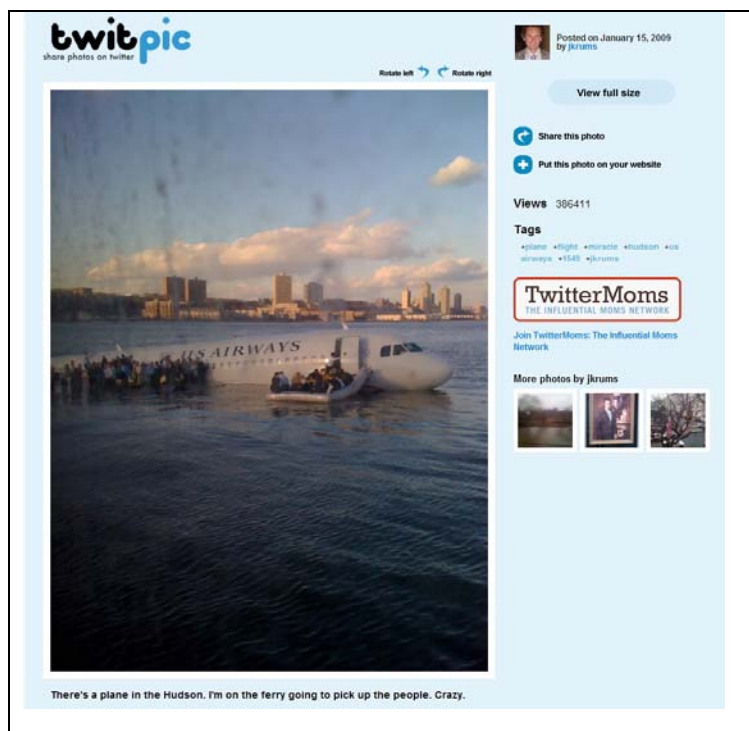 twitpic
share photos on twitter
Rotate left Rotate right
US AIRWAYS
There's a plane in the Hudson. I'm on the ferry going to pick up the people. Crazy.
Posted on January 15, 2009
by jkrums
View full size
Share this photo
Put this photo on your website
Views 386411
Tags
•plane •flight •miracle •hudson •us
airways •1549 •jkrums
TwitterMoms
THE INFLUENTIAL MOMS NETWORK
Join TwitterMoms: The Influential Moms
Network
More photos by jkrums